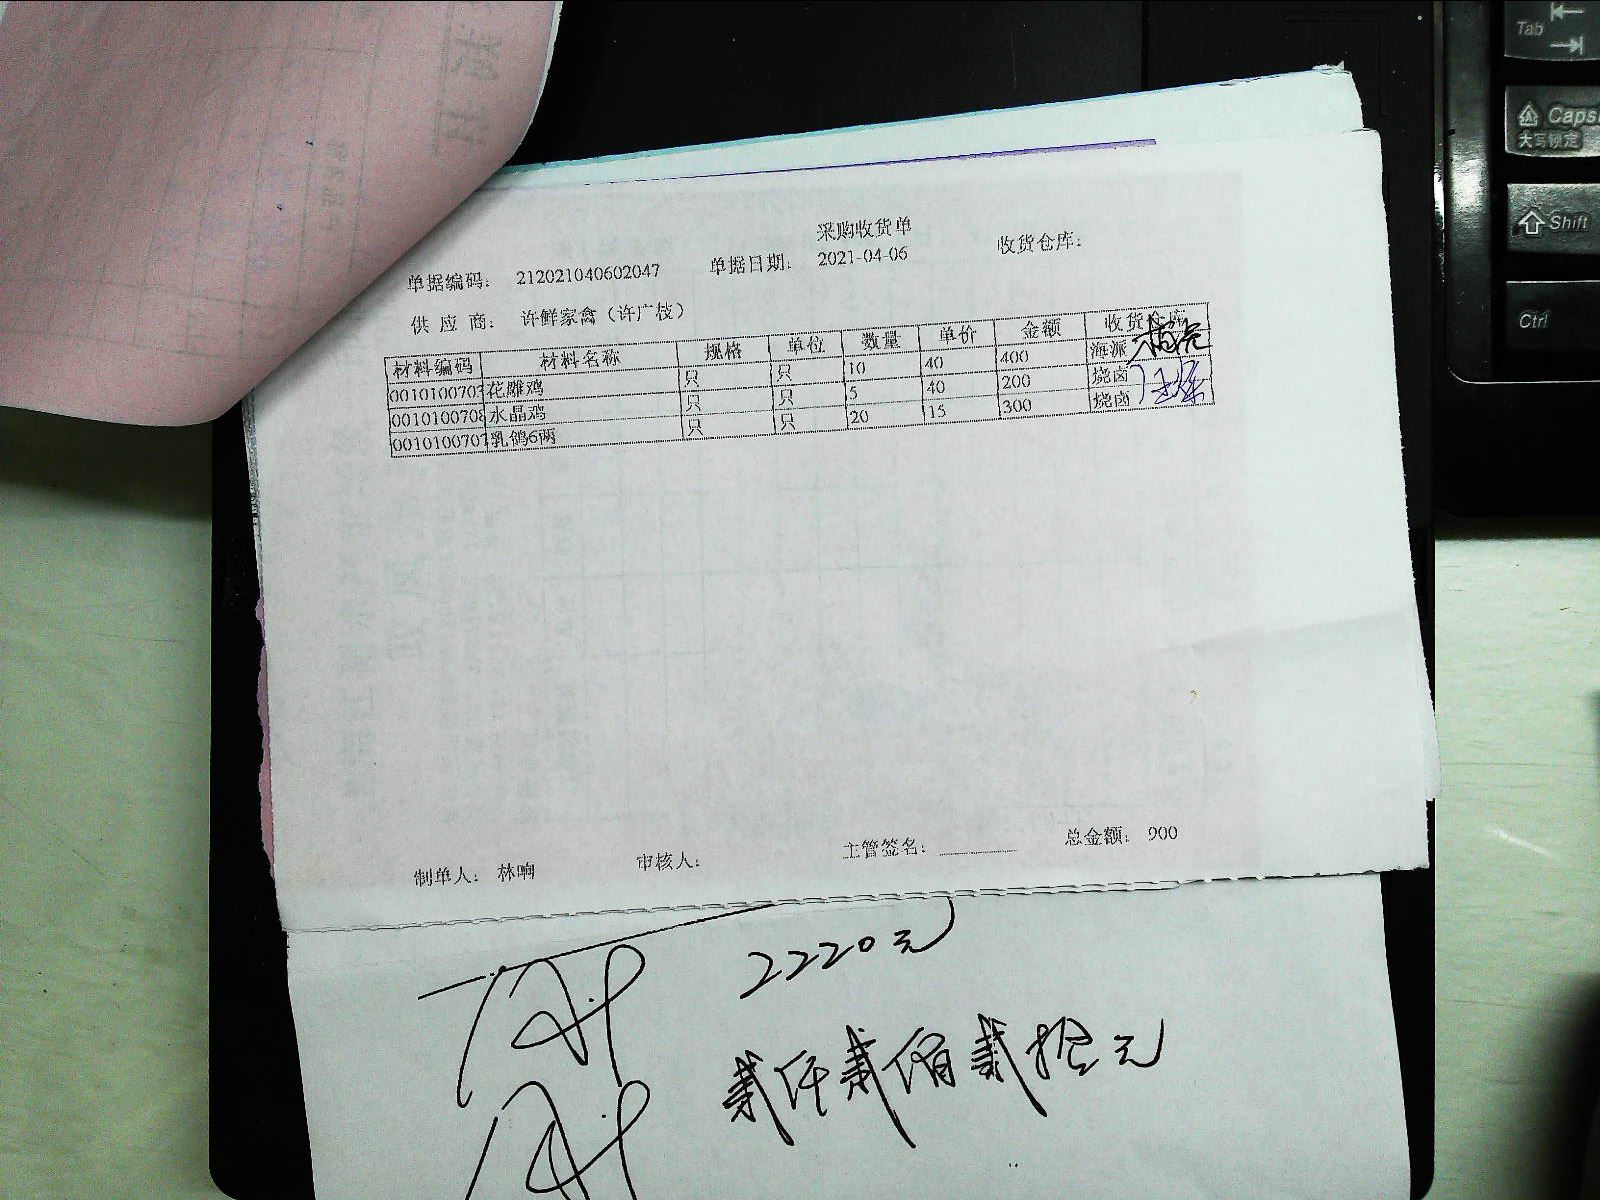 采购收货单
单据编码： 212021040602047 单据日期： 2021-04-06 收货仓库：
供应商： 许鲜家禽（许广枝）
材料编码 材料名称 规格 单位 数量 单价 金额 收货仓库
0010100703 花雕鸡 只 只 10 40 400 海派
0010100708 水晶鸡 只 只 5 40 200 烧卤
0010100707 乳鸽6两 只 只 20 15 300 烧卤
制单人： 林响 审核人： 主管签名： 总金额： 900
2220元
贰仟贰佰贰拾元
Tab
Caps
大写锁定
Shift
Ctrl